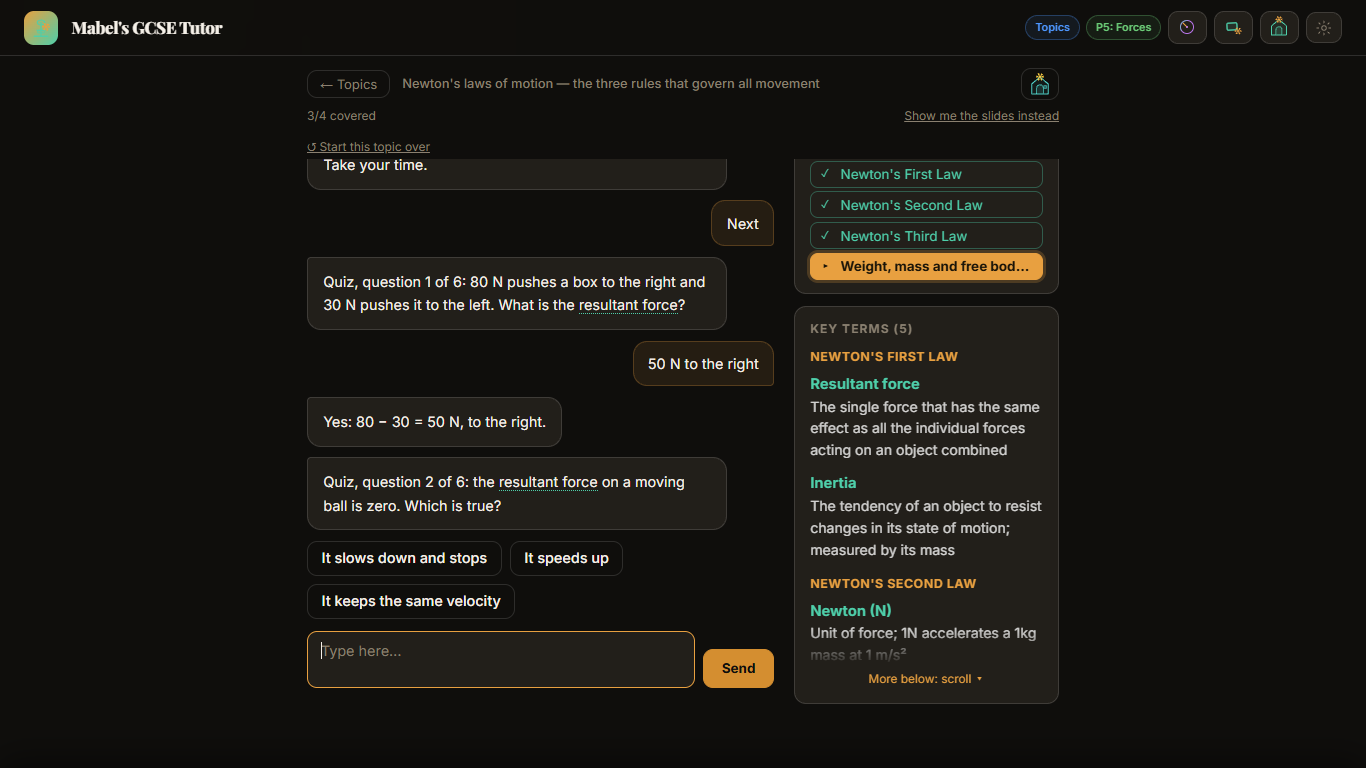 Mabel's GCSE Tutor
Topics
P5: Forces
← Topics
Newton's laws of motion — the three rules that govern all movement
3/4 covered
Show me the slides instead
↺ Start this topic over
Take your time.
Next
Quiz, question 1 of 6: 80 N pushes a box to the right and
30 N pushes it to the left. What is the resultant force?
50 N to the right
Yes: 80 − 30 = 50 N, to the right.
Quiz, question 2 of 6: the resultant force on a moving
ball is zero. Which is true?
It slows down and stops
It speeds up
It keeps the same velocity
Type here...
Send
✓ Newton's First Law
✓ Newton's Second Law
✓ Newton's Third Law
▸ Weight, mass and free bod...
KEY TERMS (5)
NEWTON'S FIRST LAW
Resultant force
The single force that has the same
effect as all the individual forces
acting on an object combined
Inertia
The tendency of an object to resist
changes in its state of motion;
measured by its mass
NEWTON'S SECOND LAW
Newton (N)
Unit of force; 1N accelerates a 1kg
mass at 1 m/s²
More below: scroll ▾